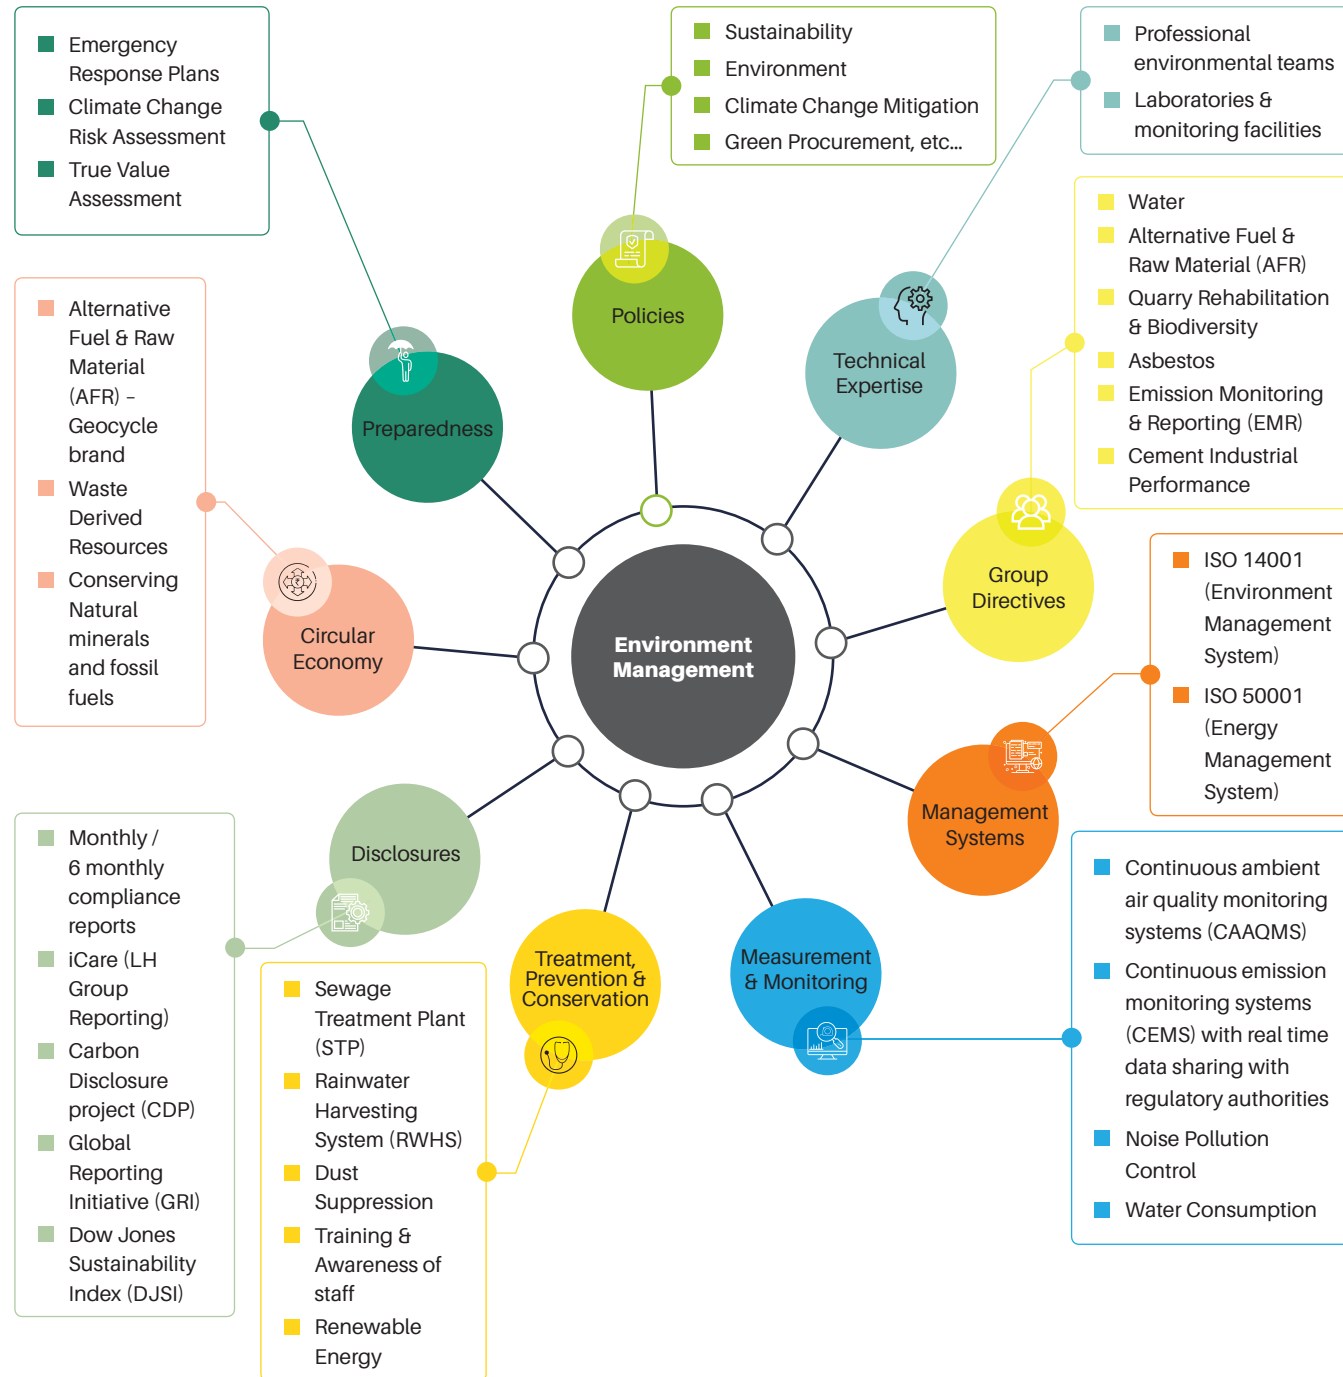 Emergency
Response Plans
Climate Change
Risk Assessment
True Value
Assessment
Sustainability
Environment
Climate Change Mitigation
Green Procurement, etc...
Professional
environmental teams
Laboratories &
monitoring facilities
Water
Alternative Fuel &
Raw Material (AFR)
Quarry Rehabilitation
& Biodiversity
Asbestos
Emission Monitoring
& Reporting (EMR)
Cement Industrial
Performance
Alternative
Fuel & Raw
Material
(AFR) –
Geocycle
brand
Waste
Derived
Resources
Conserving
Natural
minerals
and fossil
fuels
Policies
Technical
Expertise
Preparedness
Group
Directives
Circular
Economy
Environment
Management
ISO 14001
(Environment
Management
System)
ISO 50001
(Energy
Management
System)
Management
Systems
Disclosures
Treatment,
Prevention &
Conservation
Measurement
& Monitoring
Monthly /
6 monthly
compliance
reports
iCare (LH
Group
Reporting)
Carbon
Disclosure
project (CDP)
Global
Reporting
Initiative (GRI)
Dow Jones
Sustainability
Index (DJSI)
Sewage
Treatment Plant
(STP)
Rainwater
Harvesting
System (RWHS)
Dust
Suppression
Training &
Awareness of
staff
Renewable
Energy
Continuous ambient
air quality monitoring
systems (CAAQMS)
Continuous emission
monitoring systems
(CEMS) with real time
data sharing with
regulatory authorities
Noise Pollution
Control
Water Consumption